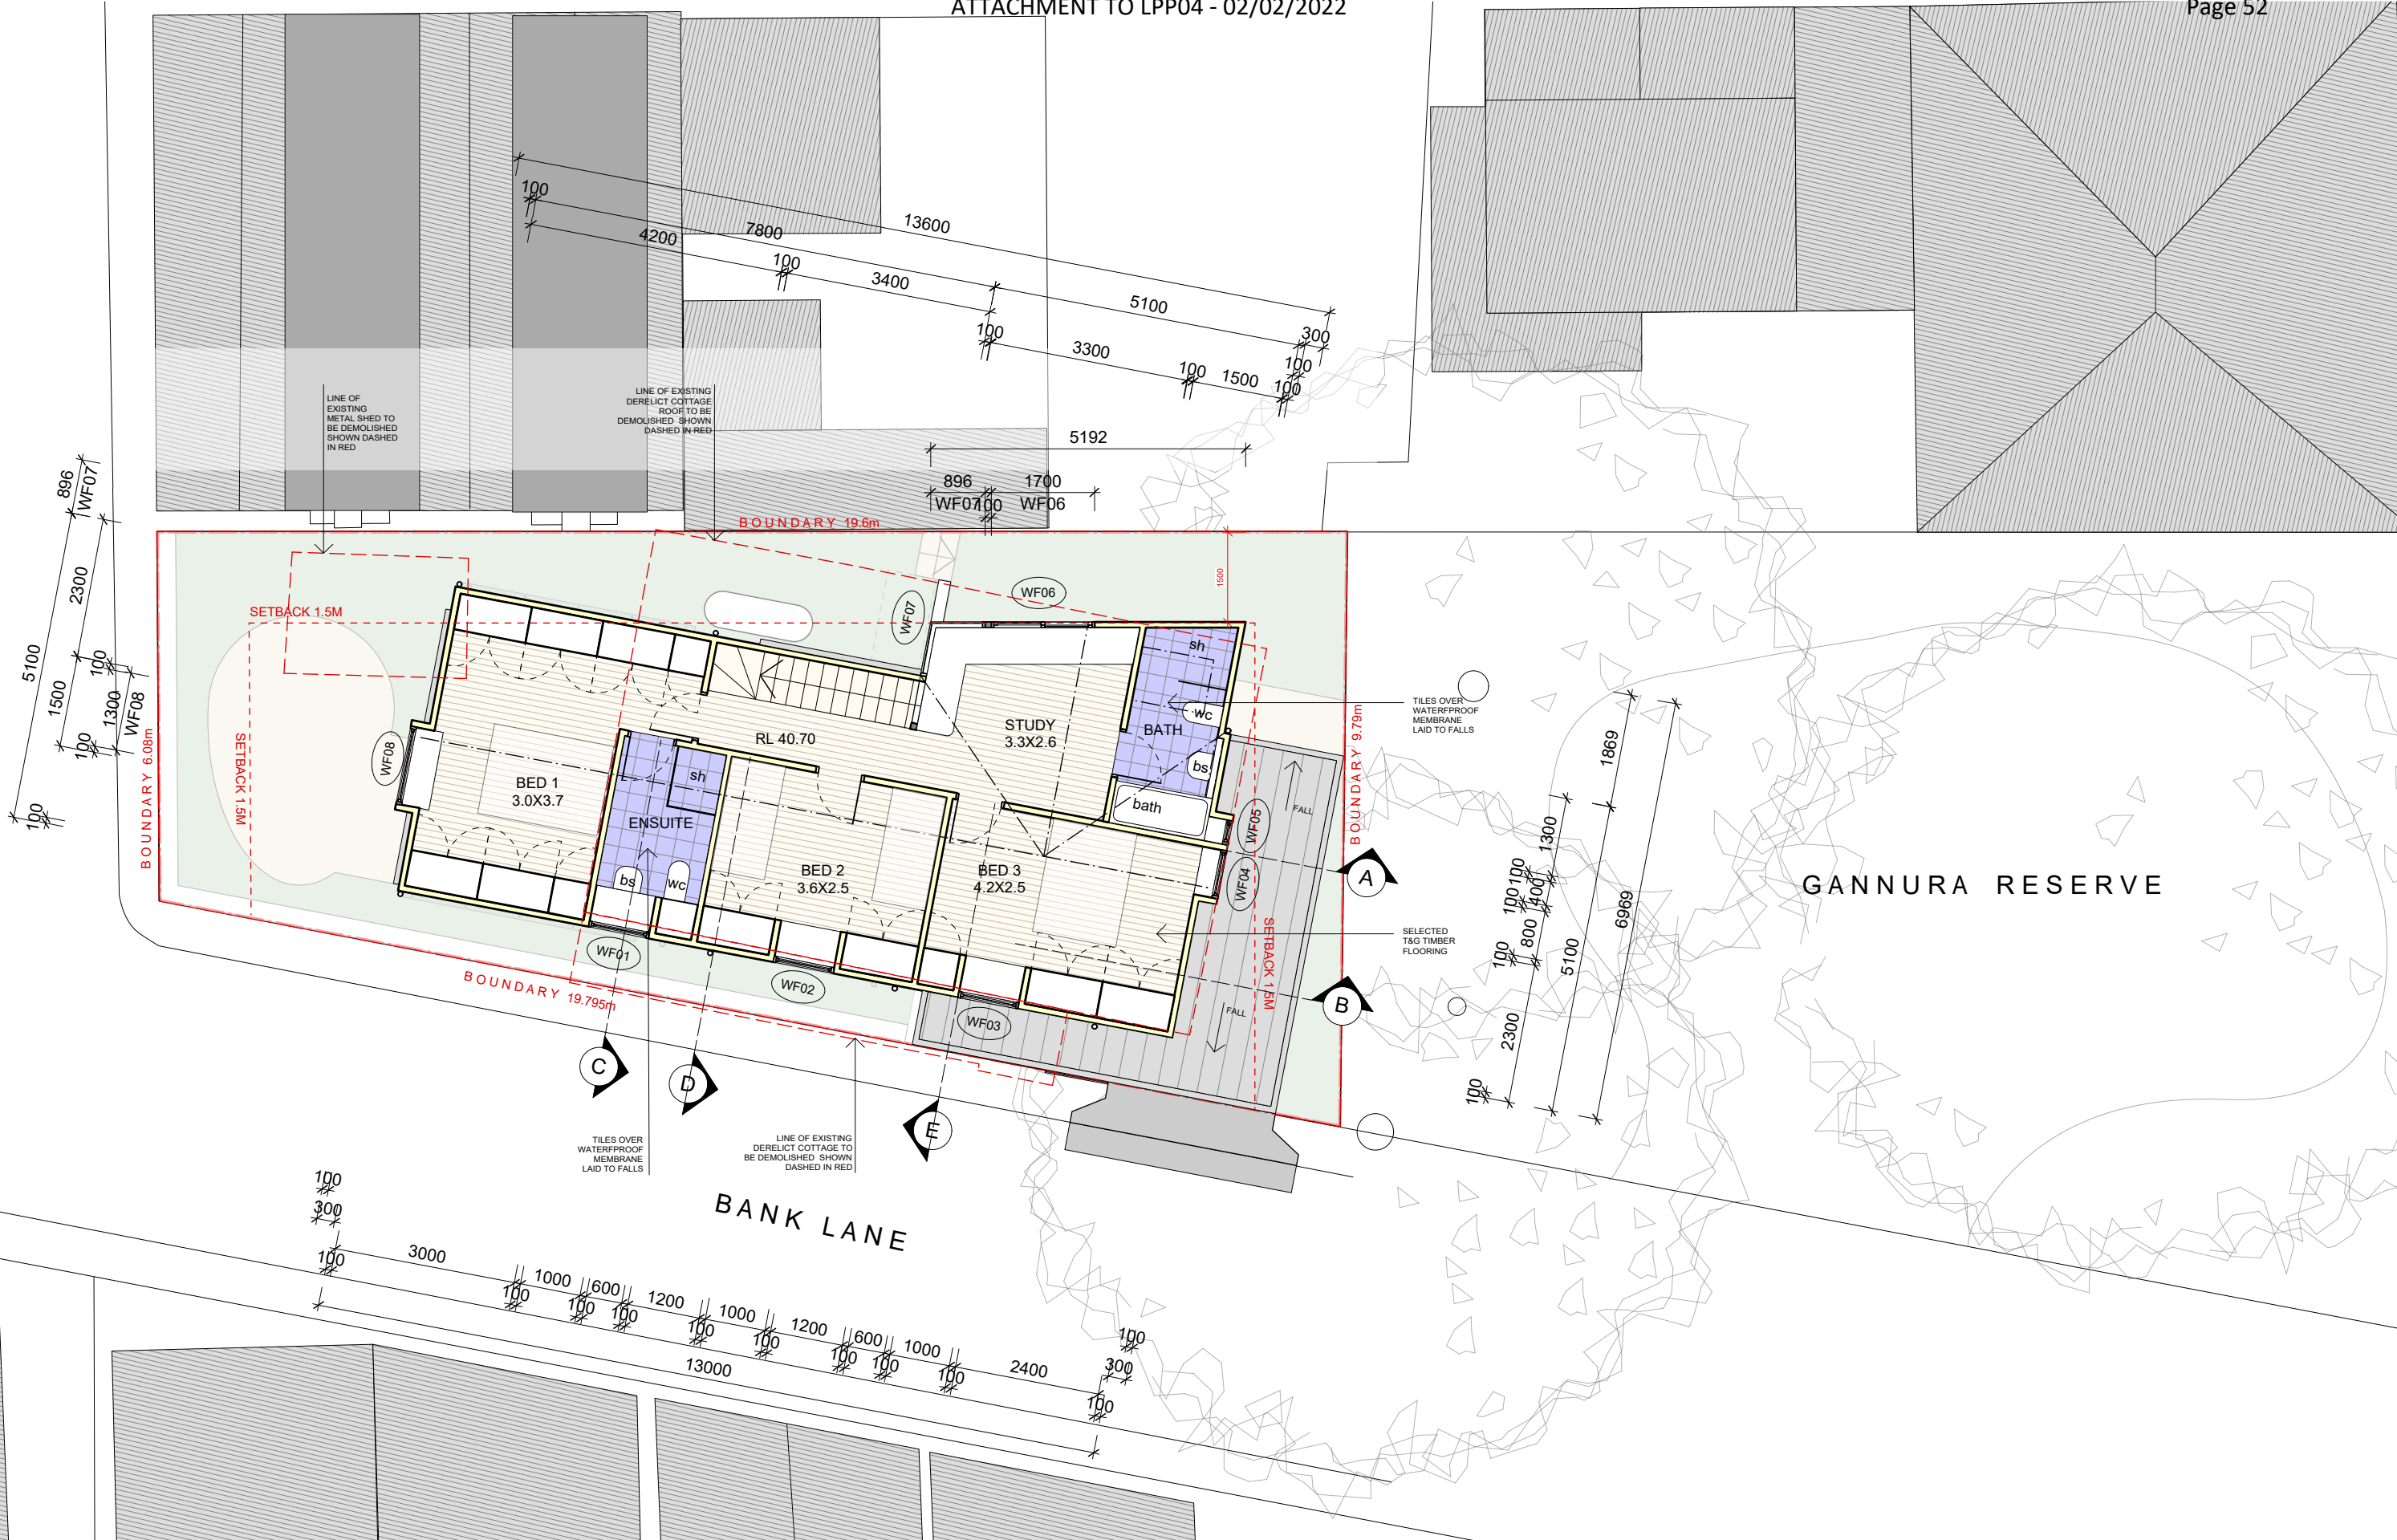 ATTACHMENT TO LPP04 - 02/02/2022
Page 52
13600
100
7800
4200
100
3400
5100
300
100
3300
100
100
1500
100
5192
896
1700
WF07
100
WF06
LINE OF
EXISTING
METAL SHED TO
BE DEMOLISHED
SHOWN DASHED
IN RED
LINE OF EXISTING
DERELICT COTTAGE
ROOF TO BE
DEMOLISHED SHOWN
DASHED IN RED
896
WF07
2300
5100
100
1500
1300
WF08
100
100
BOUNDARY 19.6m
1500
SETBACK 1.5M
SETBACK 1.5M
BOUNDARY 6.08m
BOUNDARY 19.795m
BOUNDARY 9.79m
SETBACK 1.5M
WF07
WF06
WF08
WF05
WF04
WF01
WF02
WF03
BED 1
3.0X3.7
RL 40.70
STUDY
3.3X2.6
sh
wc
BATH
bs
bath
sh
ENSUITE
bs
wc
BED 2
3.6X2.5
BED 3
4.2X2.5
FALL
FALL
TILES OVER
WATERFPROOF
MEMBRANE
LAID TO FALLS
SELECTED
T&G TIMBER
FLOORING
A
B
C
D
E
1869
1300
100
400
100
6969
800
100
5100
2300
100
GANNURA RESERVE
TILES OVER
WATERFPROOF
MEMBRANE
LAID TO FALLS
LINE OF EXISTING
DERELICT COTTAGE TO
BE DEMOLISHED SHOWN
DASHED IN RED
BANK LANE
100
300
100
3000
100
1000
100
600
100
1200
100
1000
100
1200
100
600
100
1000
100
2400
100
300
100
13000